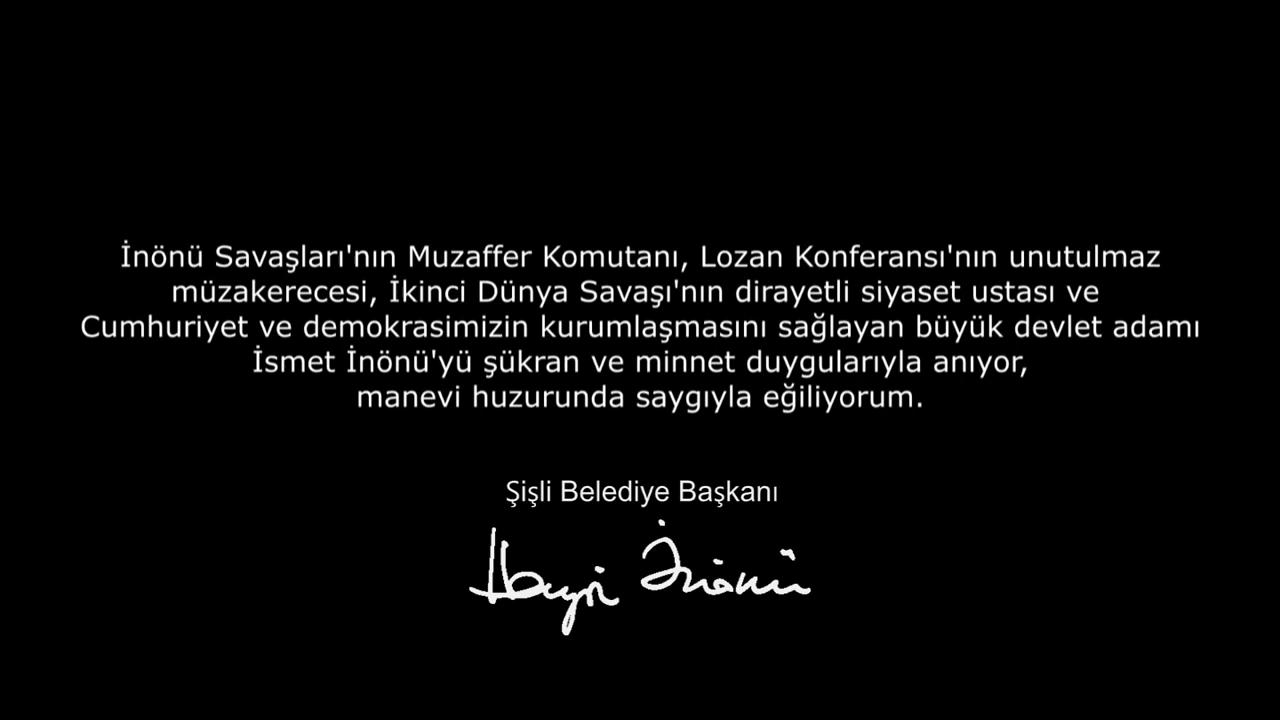 İnönü Savaşları'nın Muzaffer Komutanı, Lozan Konferansı'nın unutulmaz
müzakerecesi, İkinci Dünya Savaşı'nın dirayetli siyaset ustası ve
Cumhuriyet ve demokrasimizin kurumlaşmasını sağlayan büyük devlet adamı
İsmet İnönü'yü şükran ve minnet duygularıyla anıyor,
manevi huzurunda saygıyla eğiliyorum.
Şişli Belediye Başkanı
Hayri İnönü